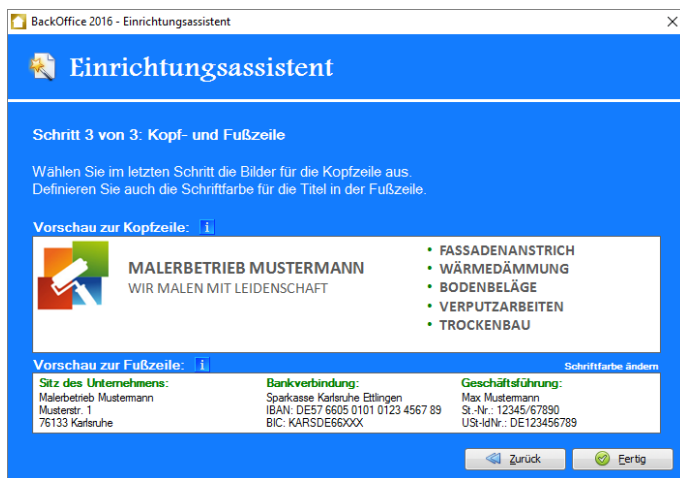 BackOffice 2016 - Einrichtungsassistent
Einrichtungsassistent
Schritt 3 von 3: Kopf- und Fußzeile
Wählen Sie im letzten Schritt die Bilder für die Kopfzeile aus.
Definieren Sie auch die Schriftfarbe für die Titel in der Fußzeile.
Vorschau zur Kopfzeile: i
MALERBETRIEB MUSTERMANN
WIR MALEN MIT LEIDENSCHAFT
• FASSADENANSTRICH
• WÄRMEDÄMMUNG
• BODENBELÄGE
• VERPUTZARBEITEN
• TROCKENBAU
Vorschau zur Fußzeile: i
Schriftfarbe ändern
Sitz des Unternehmens:
Malerbetrieb Mustermann
Musterstr. 1
76133 Karlsruhe
Bankverbindung:
Sparkasse Karlsruhe Ettlingen
IBAN: DE57 6605 0101 0123 4567 89
BIC: KARSDE66XXX
Geschäftsführung:
Max Mustermann
St.-Nr.: 12345/67890
USt-IdNr.: DE123456789
Zurück
Fertig